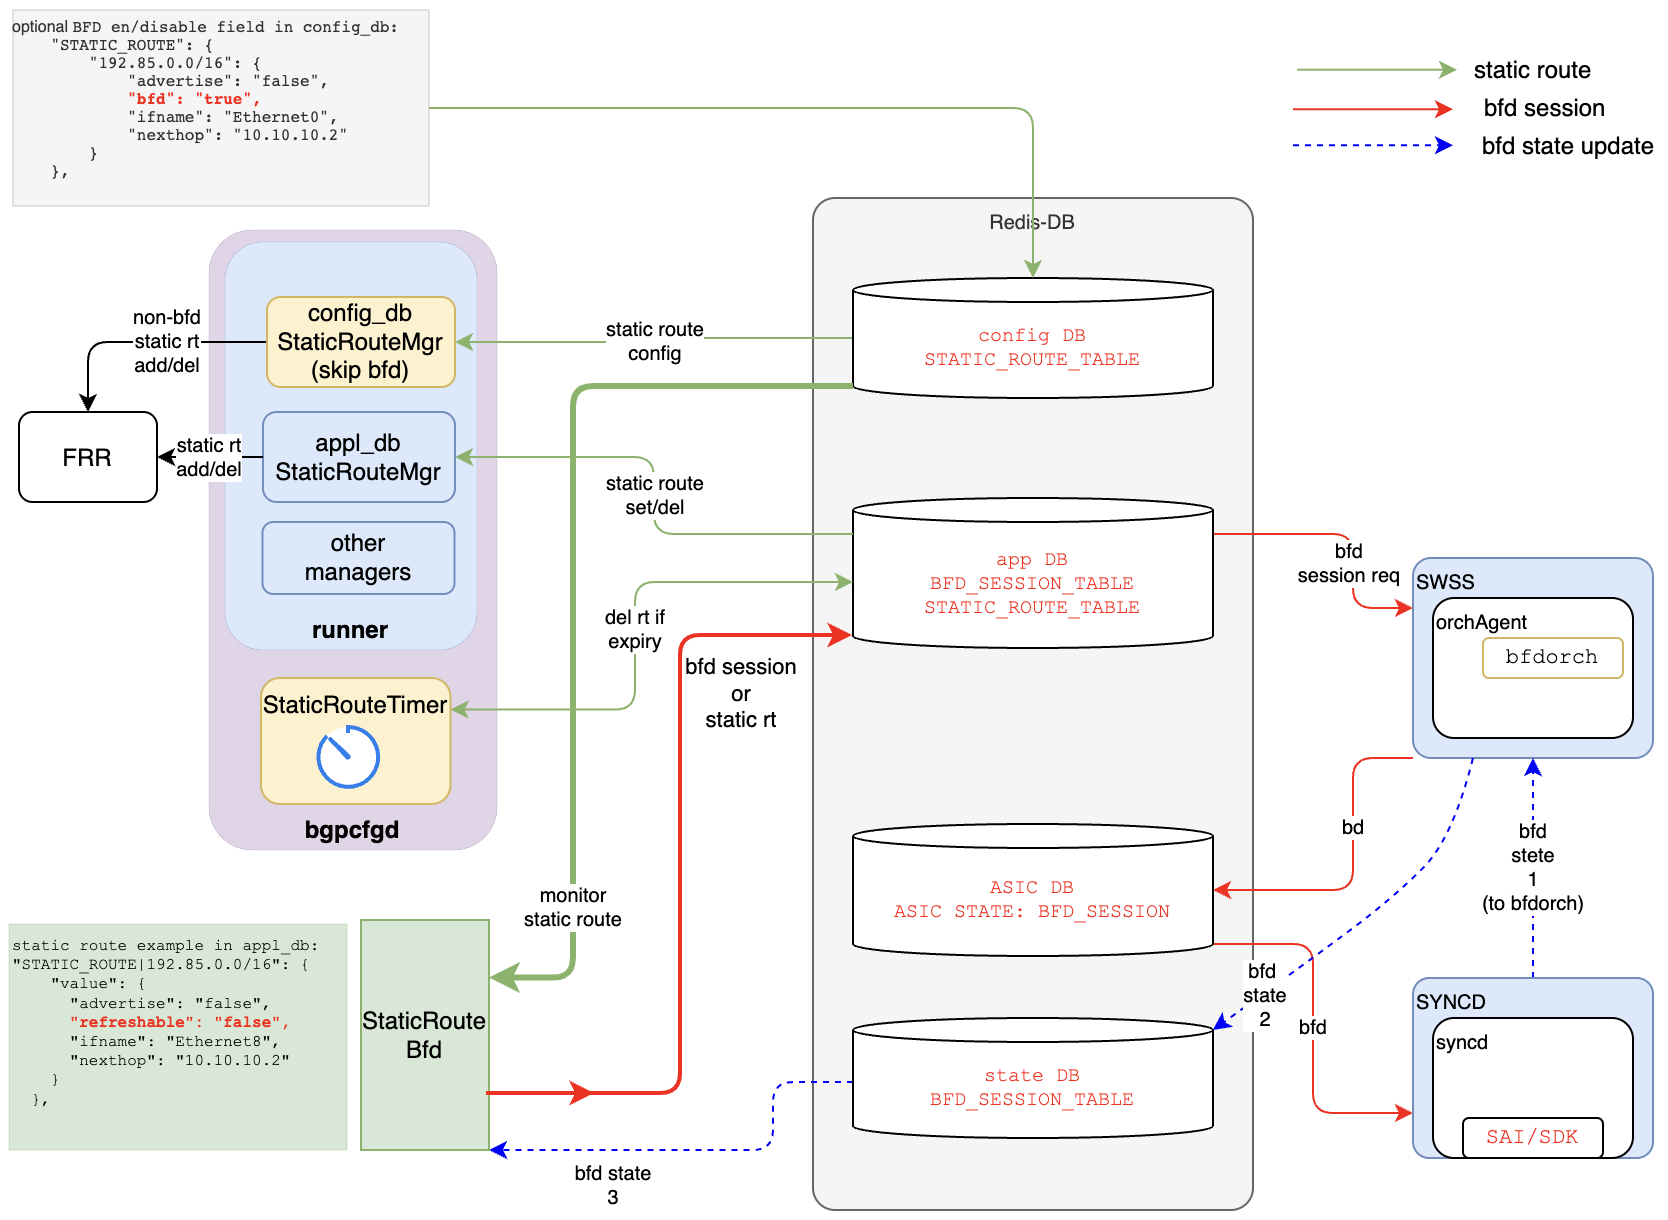 optional BFD en/disable field in config_db:
"STATIC_ROUTE": {
"192.85.0.0/16": {
"advertise": "false",
"bfd": "true",
"ifname": "Ethernet0",
"nexthop": "10.10.10.2"
}
},
static route
bfd session
bfd state update
Redis-DB
config DB
STATIC_ROUTE_TABLE
app DB
BFD_SESSION_TABLE
STATIC_ROUTE_TABLE
ASIC DB
ASIC STATE: BFD_SESSION
state DB
BFD_SESSION_TABLE
config_db
StaticRouteMgr
(skip bfd)
appl_db
StaticRouteMgr
other
managers
runner
StaticRouteTimer
bgpcfgd
non-bfd
static rt
add/del
FRR
static rt
add/del
static route
config
static route
set/del
del rt if
expiry
bfd session
or
static rt
monitor
static route
static route example in appl_db:
"STATIC_ROUTE|192.85.0.0/16": {
"value": {
"advertise": "false",
"refreshable": "false",
"ifname": "Ethernet8",
"nexthop": "10.10.10.2"
}
},
StaticRoute
Bfd
bfd state
3
bfd
session req
SWSS
orchAgent
bfdorch
bd
bfd
stete
1
(to bfdorch)
bfd
state
2
bfd
SYNCD
syncd
SAI/SDK